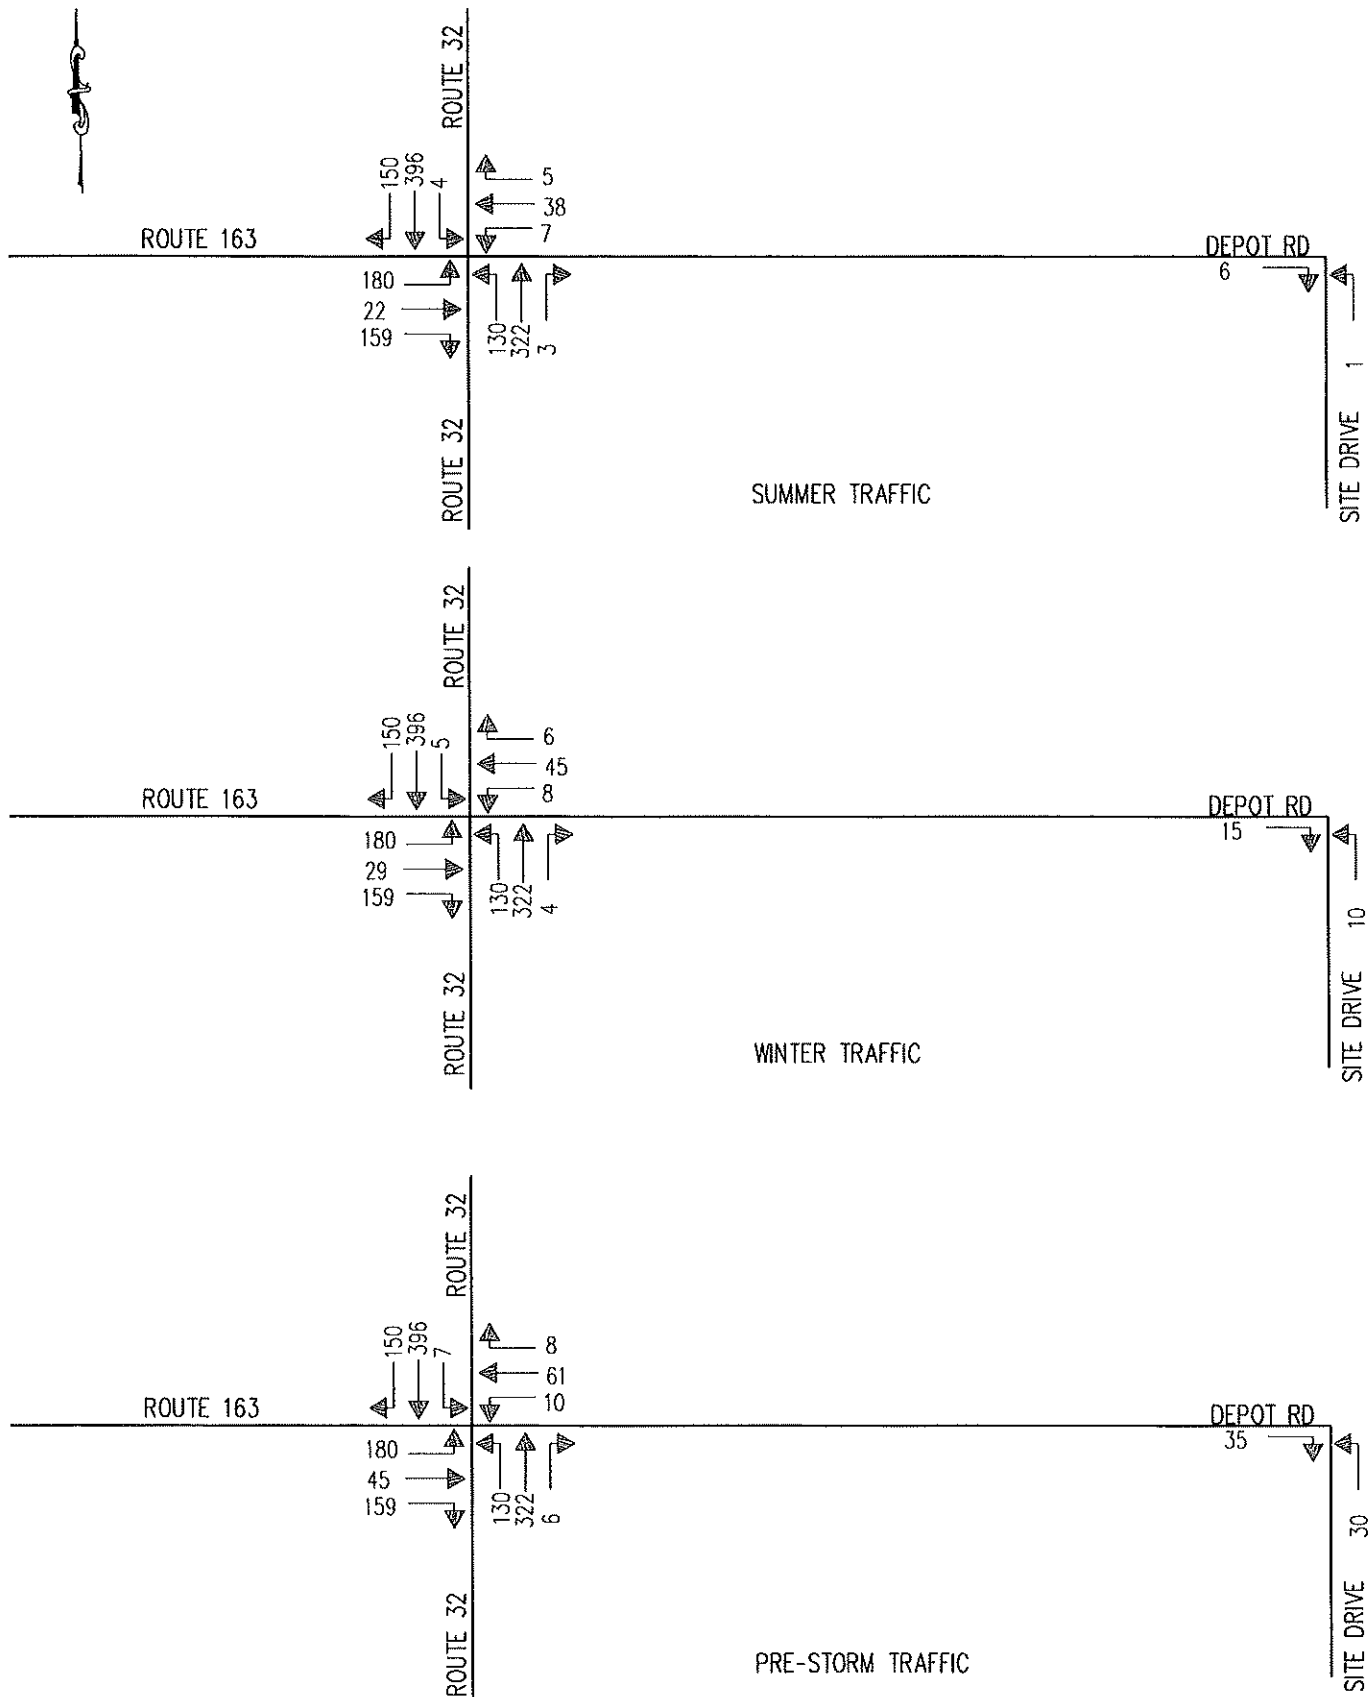 ROUTE 32
150
396
4
5
38
7
ROUTE 163
DEPOT RD
180
22
159
130
322
3
6
1
ROUTE 32
SUMMER TRAFFIC
SITE DRIVE
ROUTE 32
150
396
5
6
45
8
ROUTE 163
DEPOT RD
180
29
159
130
322
4
15
10
ROUTE 32
WINTER TRAFFIC
SITE DRIVE
ROUTE 32
150
396
7
8
61
10
ROUTE 163
DEPOT RD
180
45
159
130
322
6
35
30
ROUTE 32
PRE-STORM TRAFFIC
SITE DRIVE